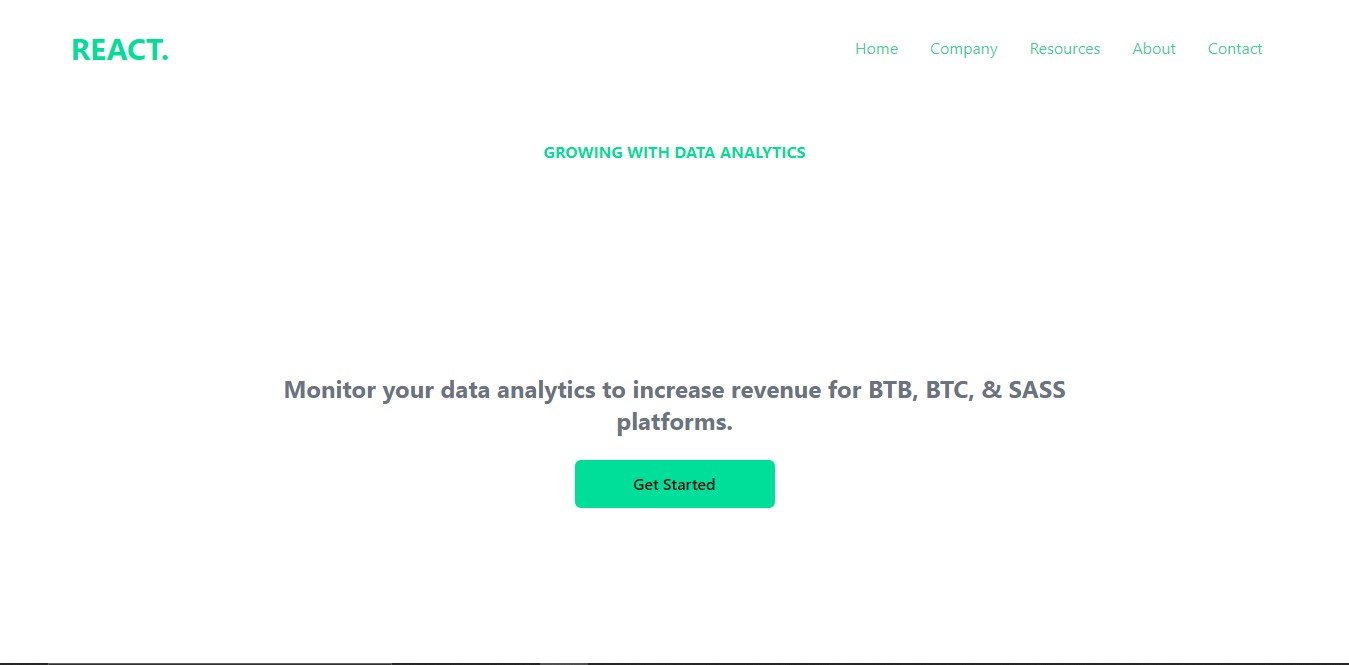 REACT.
Home Company Resources About Contact
GROWING WITH DATA ANALYTICS
Monitor your data analytics to increase revenue for BTB, BTC, & SASS
platforms.
Get Started